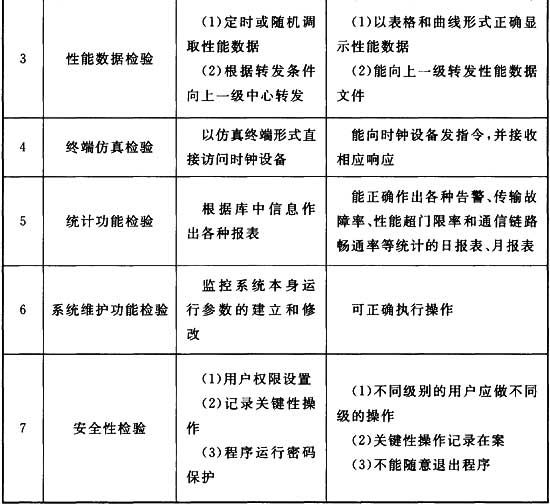 3
性能数据检验
(1)定时或随机调
取性能数据
(2)根据转发条件
向上一级中心转发
(1)以表格和曲线形式正确显
示性能数据
(2)能向上一级转发性能数据
文件
4
终端仿真检验
以仿真终端形式直
接访问时钟设备
能向时钟设备发指令,并接收
相应响应
5
统计功能检验
根据库中信息作
出各种报表
能正确作出各种告警、传输故
障率、性能超门限率和通信链路
畅通率等统计的日报表、月报表
6
系统维护功能检验
监控系统本身运
行参数的建立和修
改
可正确执行操作
7
安全性检验
(1)用户权限设置
(2)记录关键性操
作
(3)程序运行密码
保护
(1)不同级别的用户应做不同
级的操作
(2)关键性操作记录在案
(3)不能随意退出程序